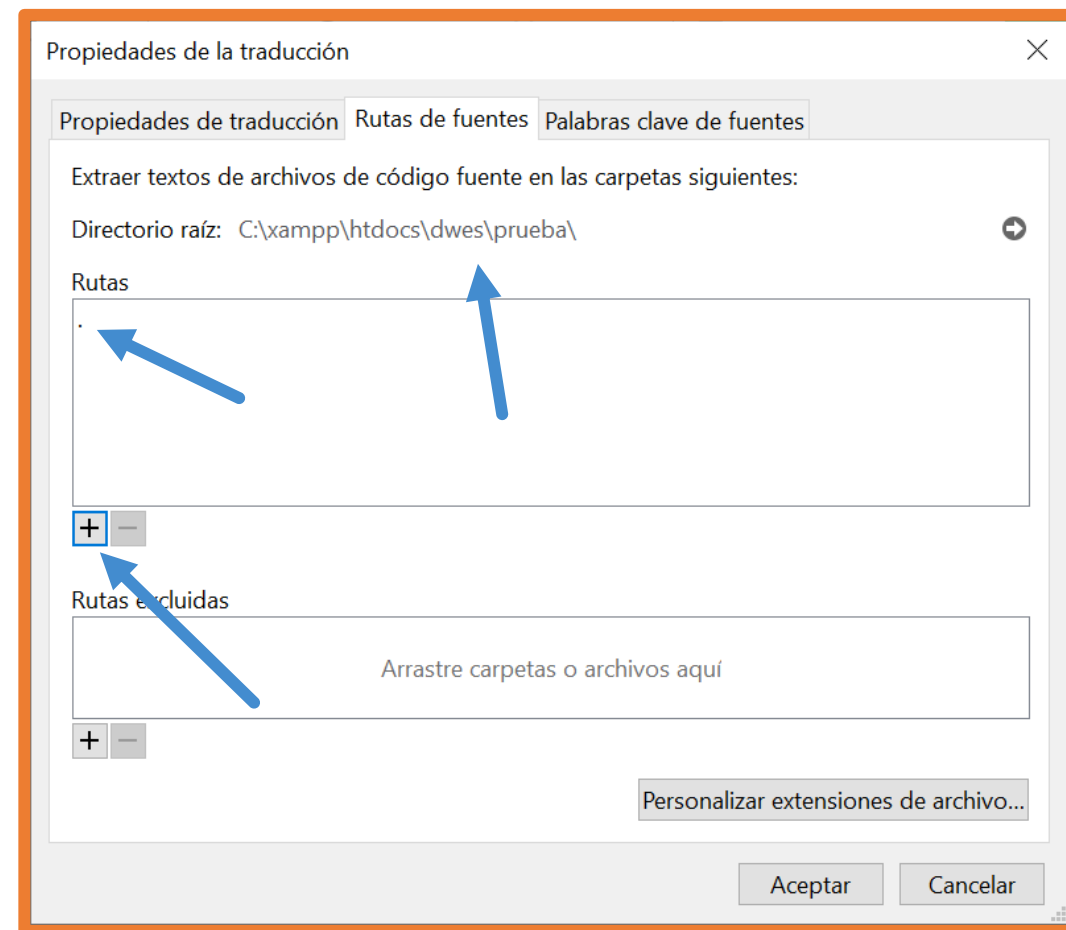 Propiedades de la traducción
Propiedades de traducción Rutas de fuentes Palabras clave de fuentes
Extraer textos de archivos de código fuente en las carpetas siguientes:
Directorio raíz: C:\xampp\htdocs\dwes\prueba\
Rutas
.
+ −
Rutas excluidas
Arrastre carpetas o archivos aquí
+ −
Personalizar extensiones de archivo...
Aceptar Cancelar